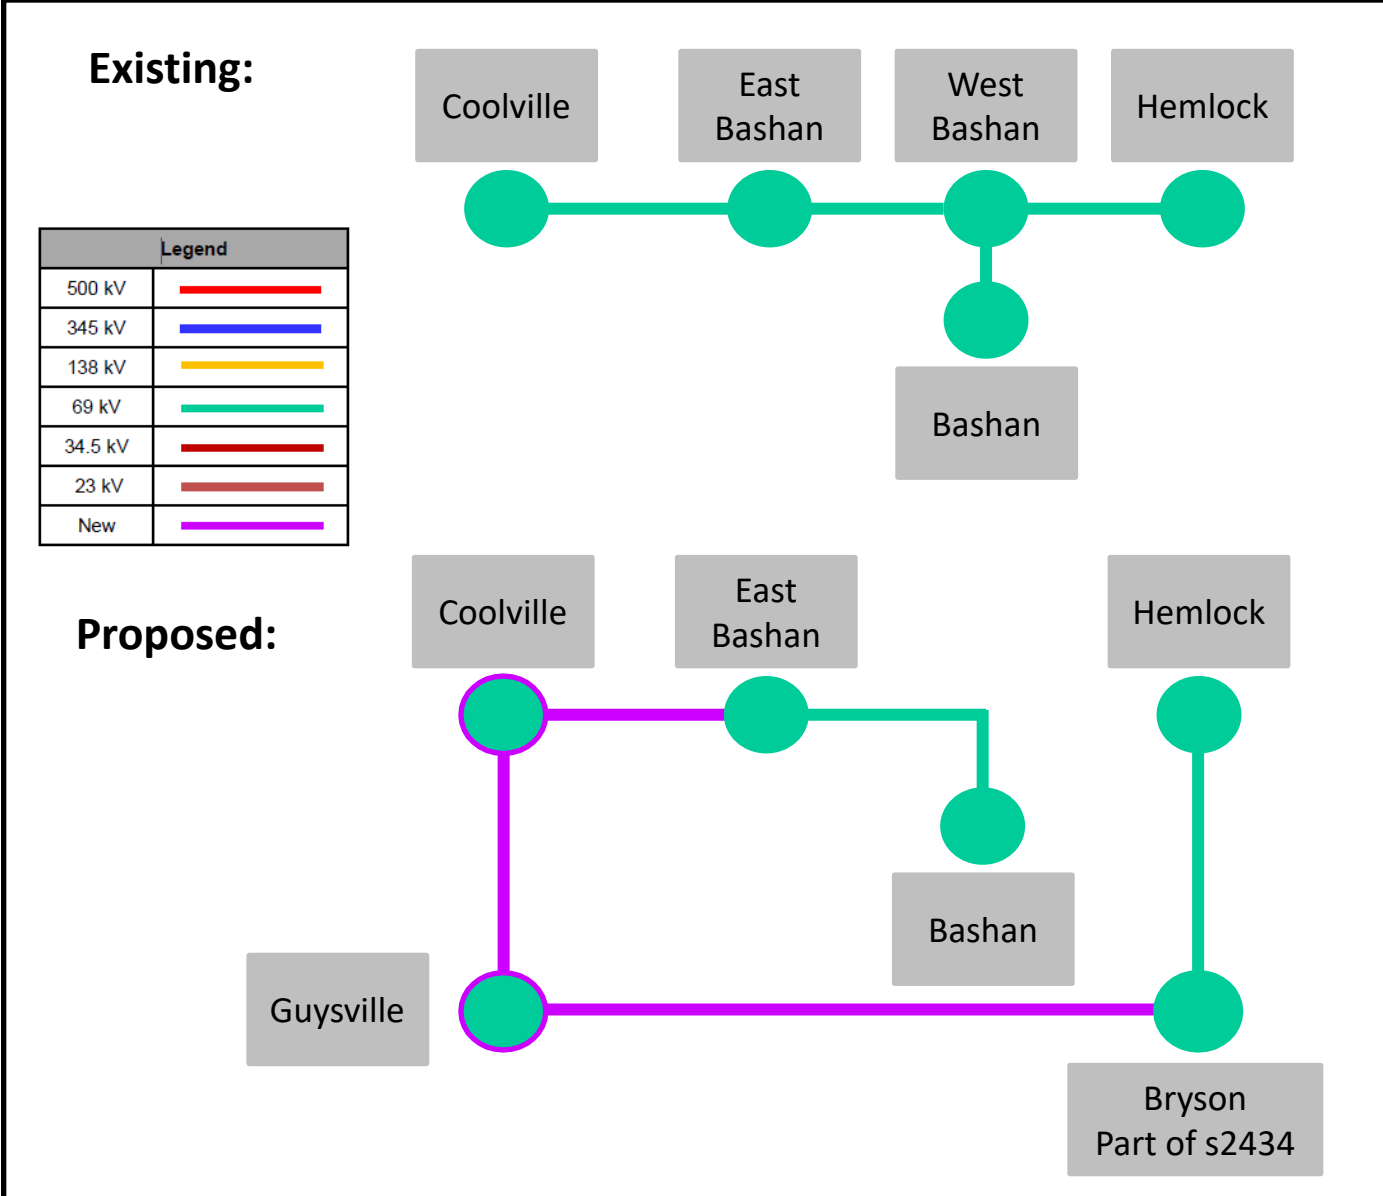 Existing:
Coolville
East
Bashan
West
Bashan
Hemlock
Bashan
Legend
500 kV
345 kV
138 kV
69 kV
34.5 kV
23 kV
New
Proposed:
Coolville
East
Bashan
Hemlock
Bashan
Guysville
Bryson
Part of s2434